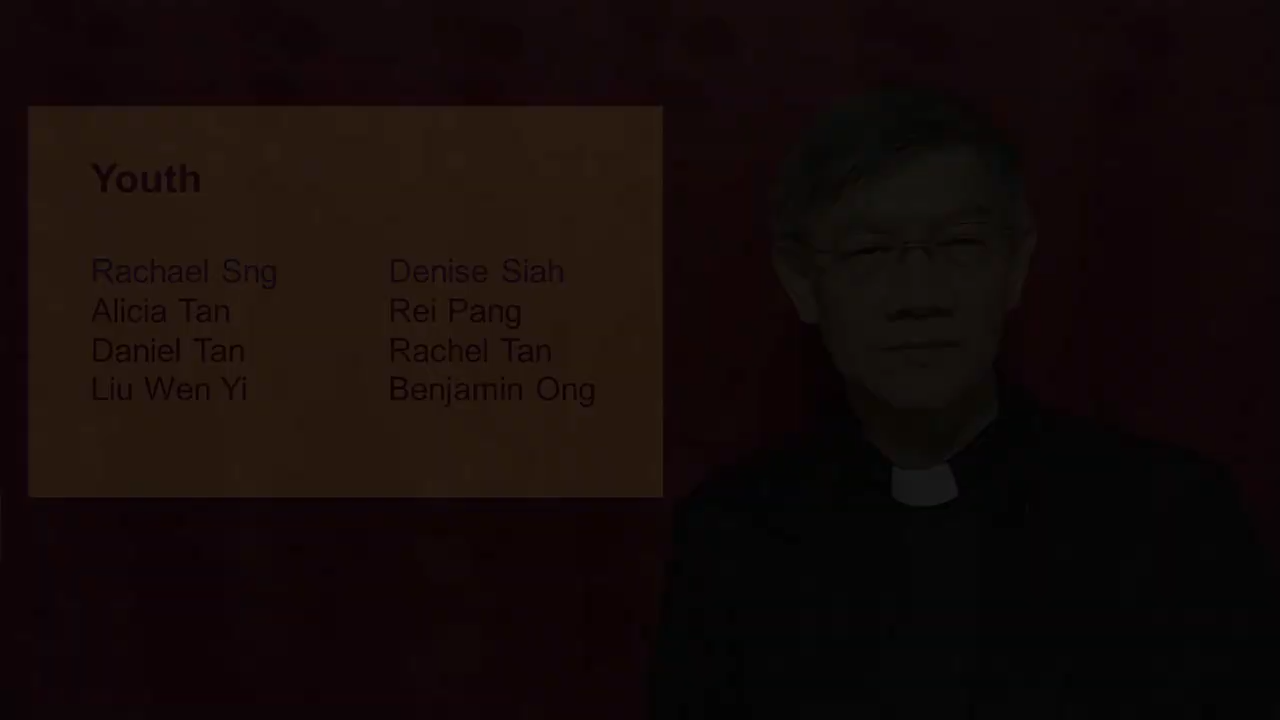 Youth
Rachael Sng
Alicia Tan
Daniel Tan
Liu Wen Yi
Denise Siah
Rei Pang
Rachel Tan
Benjamin Ong